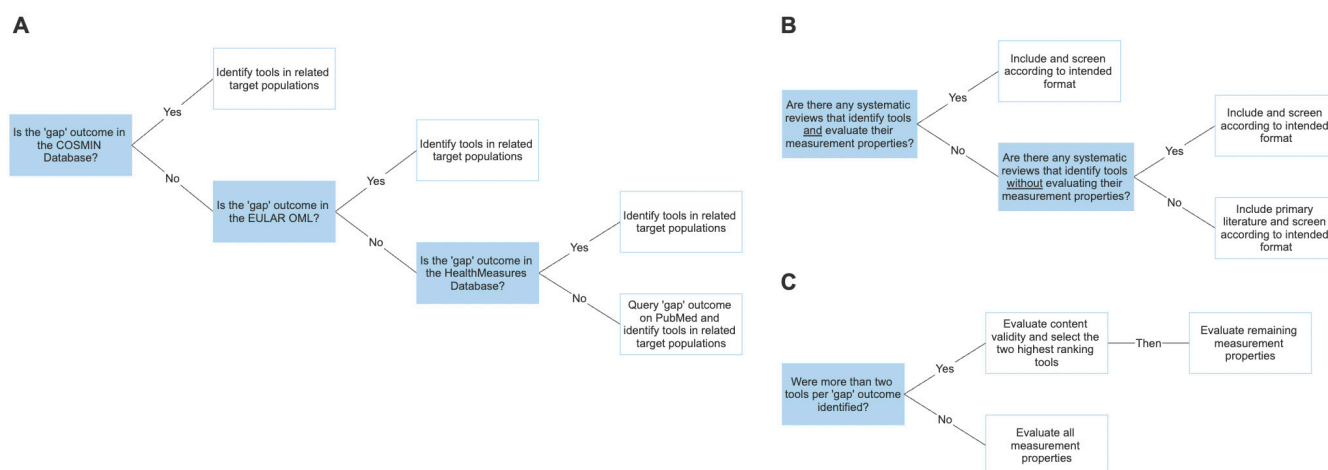 A
Identify tools in related
target populations
Yes
Is the 'gap' outcome in
the COSMIN
Database?
No
Identify tools in related
target populations
Yes
Is the 'gap' outcome in
the EULAR OML?
No
Identify tools in related
target populations
Yes
Is the 'gap' outcome in
the HealthMeasures
Database?
No
Query 'gap' outcome
on PubMed and
identify tools in related
target populations
B
Include and screen
according to intended
format
Yes
Are there any systematic
reviews that identify tools
and evaluate their
measurement properties?
No
Include and screen
according to intended
format
Yes
Are there any systematic
reviews that identify tools
without evaluating their
measurement properties?
No
Include primary
literature and screen
according to intended
format
C
Evaluate content
validity and select the
two highest ranking
tools
Then
Evaluate remaining
measurement
properties
Yes
Were more than two
tools per 'gap' outcome
identified?
No
Evaluate all
measurement
properties